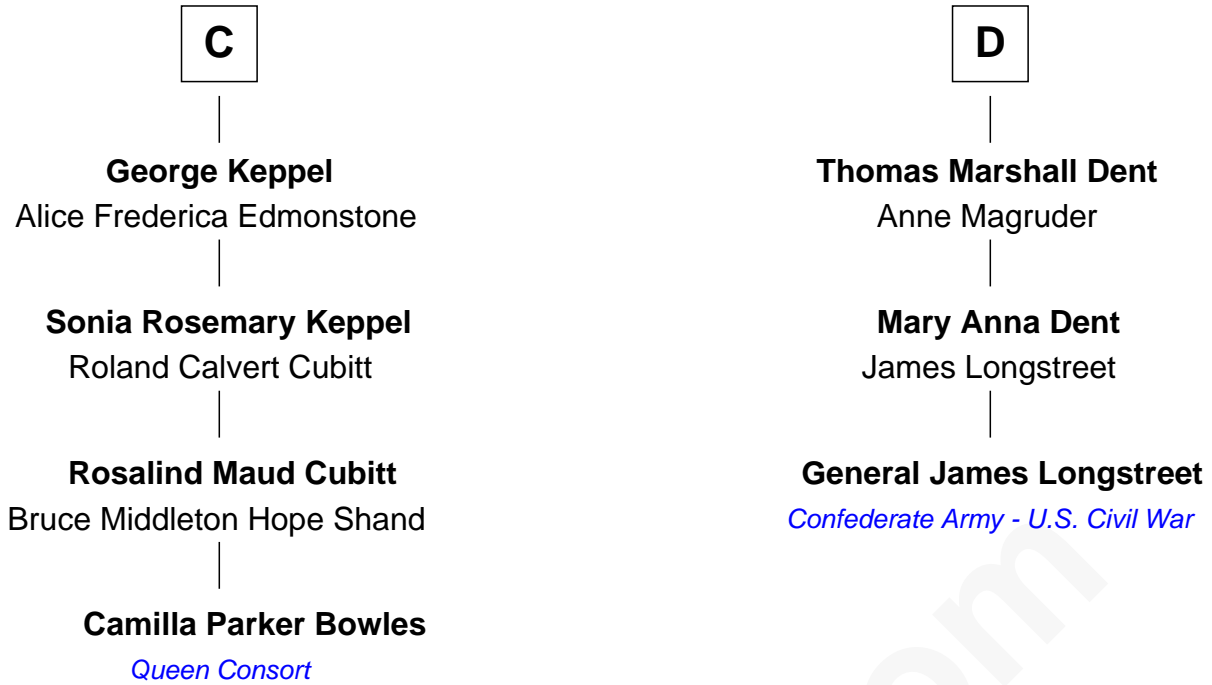 C
George Keppel
Alice Frederica Edmonstone
Sonia Rosemary Keppel
Roland Calvert Cubitt
Rosalind Maud Cubitt
Bruce Middleton Hope Shand
Camilla Parker Bowles
Queen Consort
D
Thomas Marshall Dent
Anne Magruder
Mary Anna Dent
James Longstreet
General James Longstreet
Confederate Army - U.S. Civil War
om